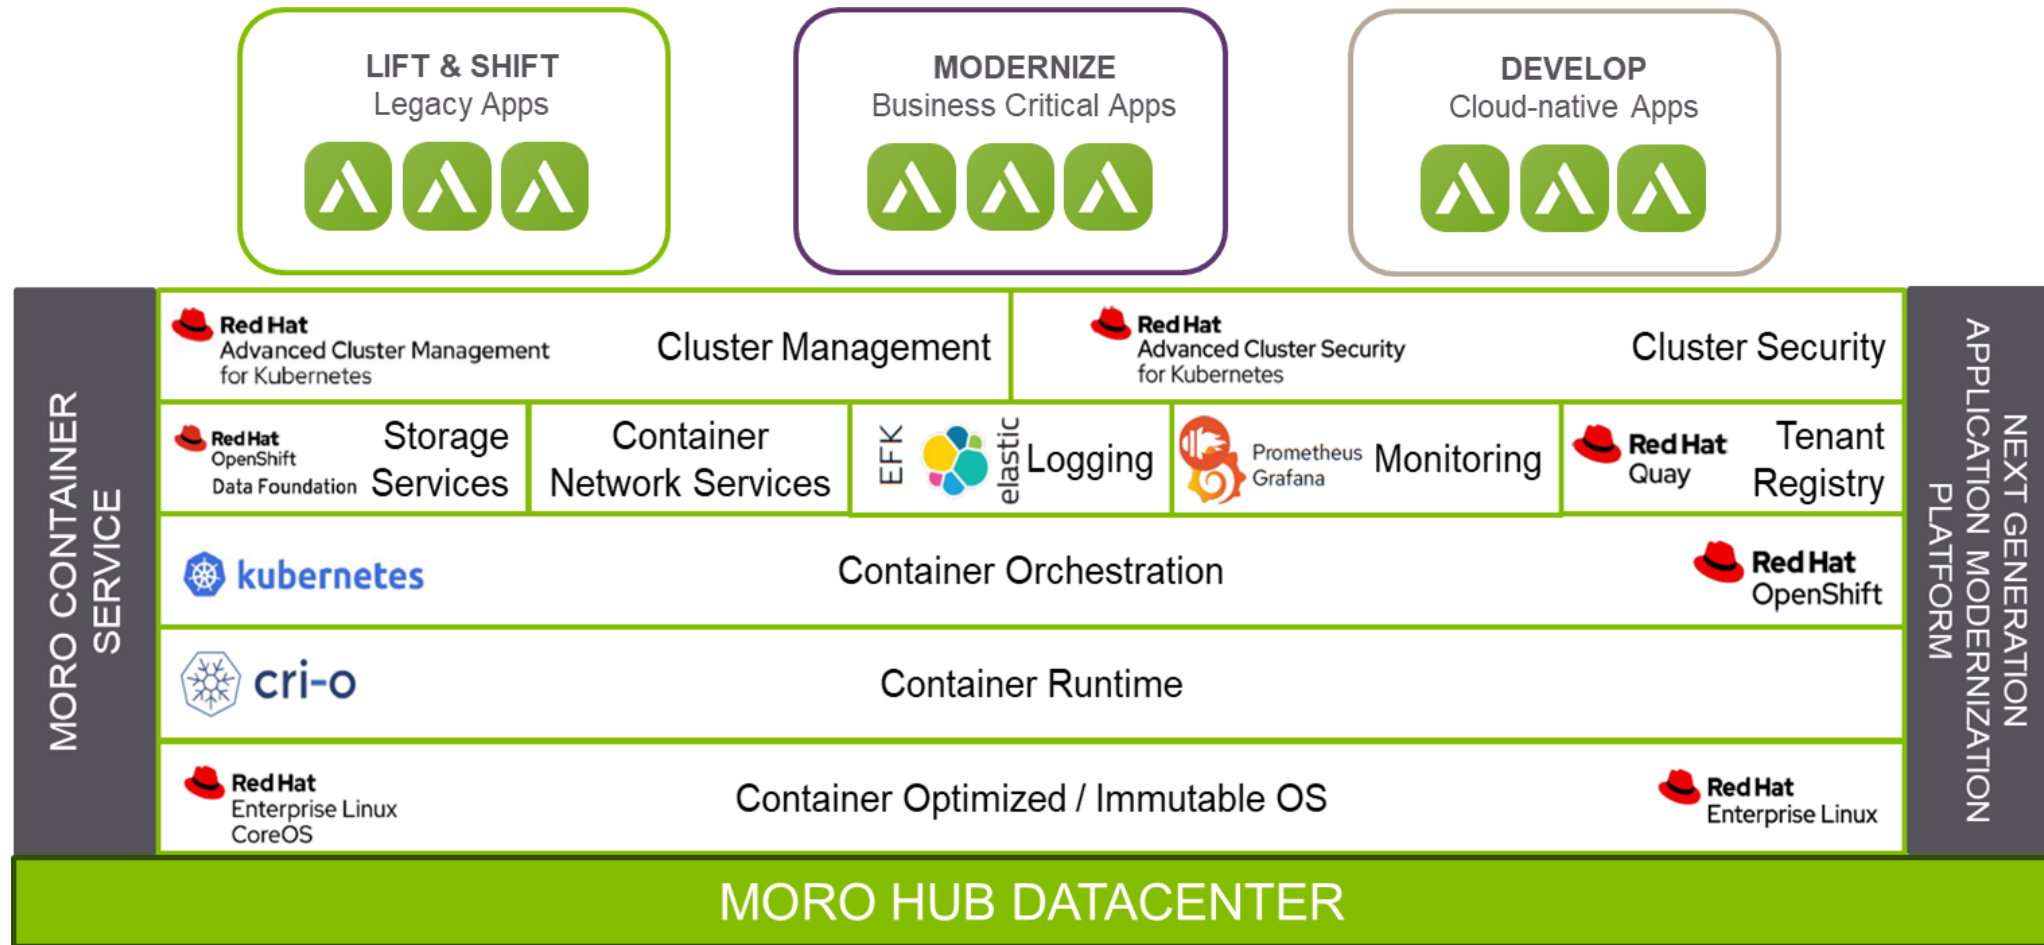 LIFT & SHIFT
Legacy Apps
MODERNIZE
Business Critical Apps
DEVELOP
Cloud-native Apps
MORO CONTAINER
SERVICE
Red Hat
Advanced Cluster Management
for Kubernetes
Cluster Management
Red Hat
Advanced Cluster Security
for Kubernetes
Cluster Security
Red Hat
OpenShift
Data Foundation
Storage
Services
Container
Network Services
EFK
elastic
Logging
Prometheus
Grafana
Monitoring
Red Hat
Quay
Tenant
Registry
kubernetes
Container Orchestration
Red Hat
OpenShift
cri-o
Container Runtime
Red Hat
Enterprise Linux
CoreOS
Container Optimized / Immutable OS
Red Hat
Enterprise Linux
NEXT GENERATION
APPLICATION MODERNIZATION
PLATFORM
MORO HUB DATACENTER